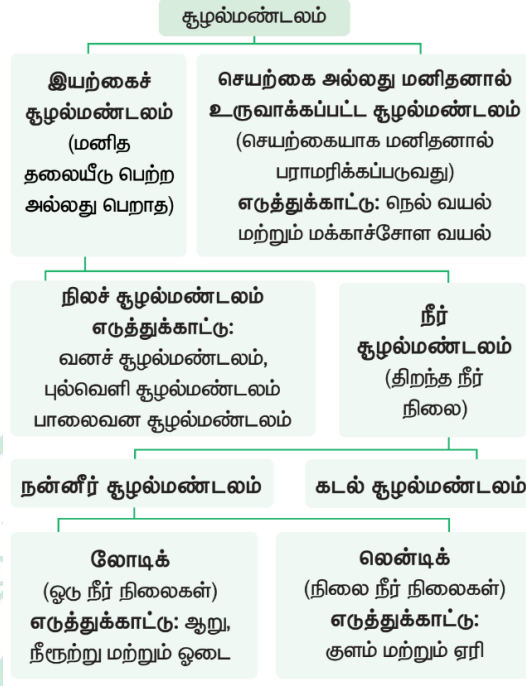 சூழல்மண்டலம்
இயற்கைச்
சூழல்மண்டலம்
(மனித
தலையீடு பெற்ற
அல்லது பெறாத)
செயற்கை அல்லது மனிதனால்
உருவாக்கப்பட்ட சூழல்மண்டலம்
(செயற்கையாக மனிதனால்
பராமரிக்கப்படுவது)
எடுத்துக்காட்டு: நெல் வயல்
மற்றும் மக்காச்சோள வயல்
நிலச் சூழல்மண்டலம்
எடுத்துக்காட்டு:
வனச் சூழல்மண்டலம்,
புல்வெளி சூழல்மண்டலம்
பாலைவன சூழல்மண்டலம்
நீர்
சூழல்மண்டலம்
(திறந்த நீர்
நிலை)
நன்னீர் சூழல்மண்டலம்
கடல் சூழல்மண்டலம்
லோடிக்
(ஓடு நீர் நிலைகள்)
எடுத்துக்காட்டு: ஆறு,
நீரூற்று மற்றும் ஓடை
லென்டிக்
(நிலை நீர் நிலைகள்)
எடுத்துக்காட்டு:
குளம் மற்றும் ஏரி